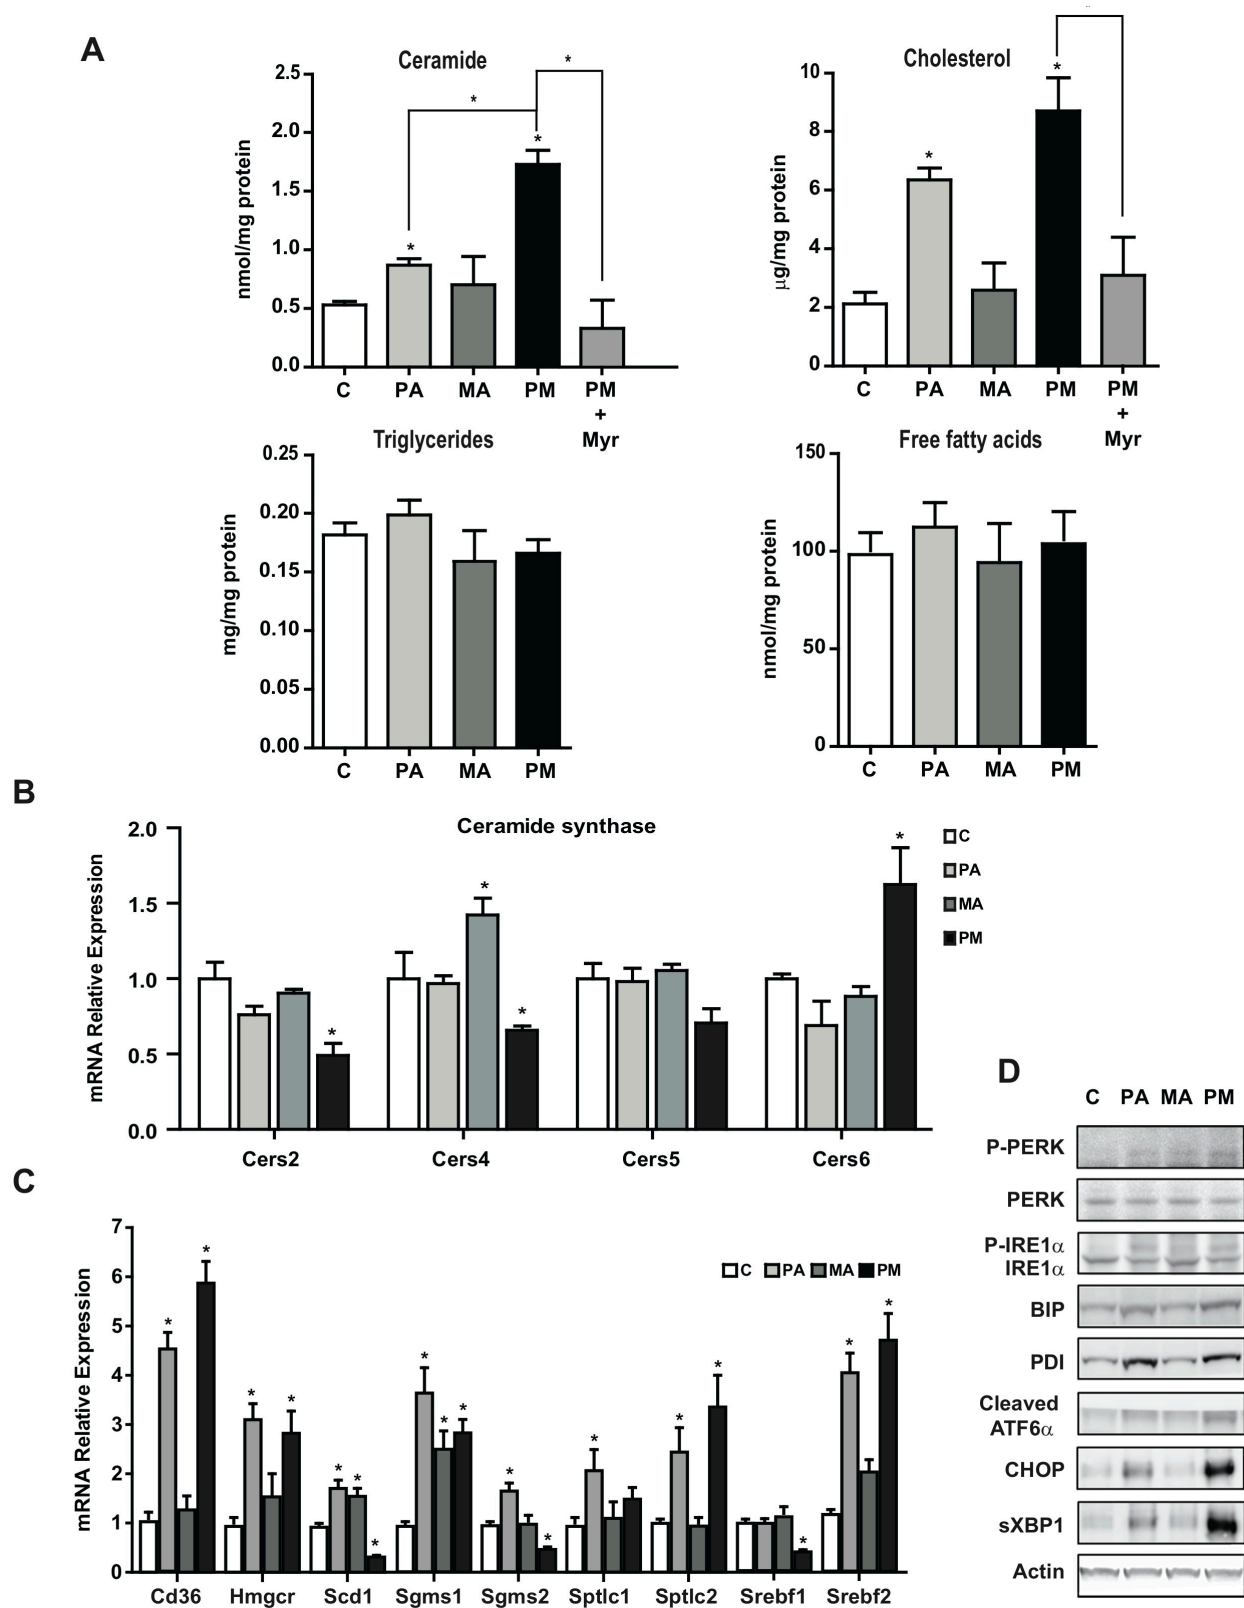 A
Ceramide
2.5
2.0
1.5
1.0
0.5
0.0
nmol/mg protein
*
*
*
*
C PA MA PM PM
+
Myr
Cholesterol
10
8
6
4
2
0
µg/mg protein
*
*
C PA MA PM PM
+
Myr
Triglycerides
0.25
0.20
0.15
0.10
0.05
0.00
mg/mg protein
C PA MA PM
Free fatty acids
150
100
50
0
nmol/mg protein
C PA MA PM
B
Ceramide synthase
2.0
1.5
1.0
0.5
0.0
mRNA Relative Expression
*
*
*
*
C
PA
MA
PM
Cers2 Cers4 Cers5 Cers6
C
7
6
5
4
3
2
1
0
mRNA Relative Expression
C PA MA PM
* * * * * * * * * * * * * * * * * *
Cd36 Hmgcr Scd1 Sgms1 Sgms2 Sptlc1 Sptlc2 Srebf1 Srebf2
D
C PA MA PM
P-PERK
PERK
P-IRE1α
IRE1α
BIP
PDI
Cleaved
ATF6α
CHOP
sXBP1
Actin